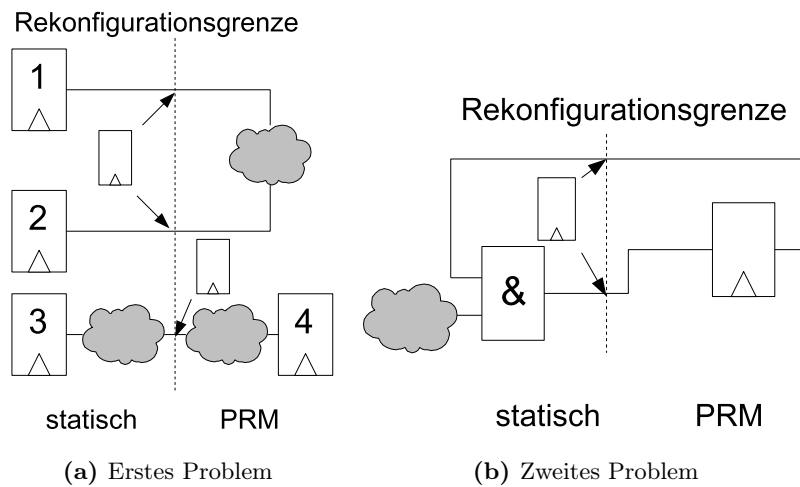 Rekonfigurationsgrenze
1
2
3
4
statisch PRM
(a) Erstes Problem
Rekonfigurationsgrenze
&
statisch PRM
(b) Zweites Problem